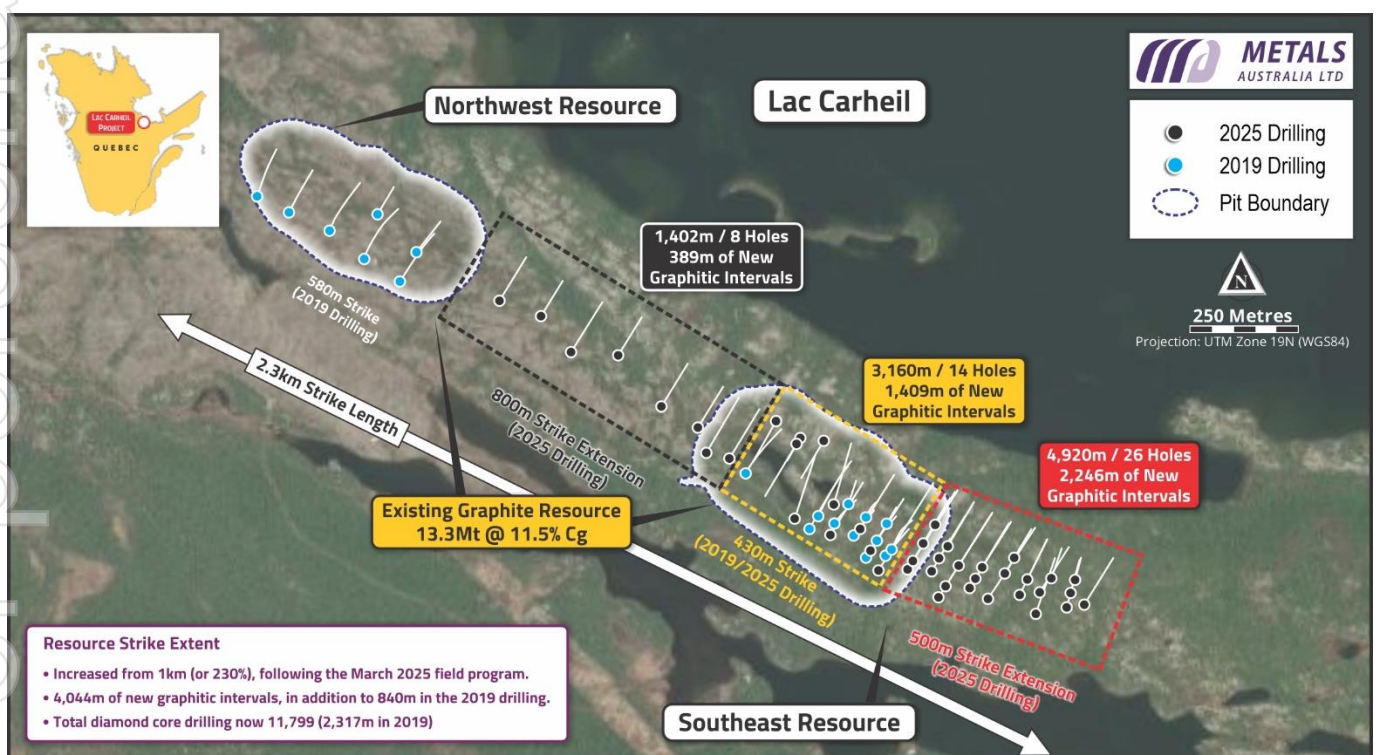 LAC CARHEIL
PROJECT
QUEBEC
Northwest Resource
Lac Carheil
METALS
AUSTRALIA LTD
2025 Drilling
2019 Drilling
Pit Boundary
N
250 Metres
Projection: UTM Zone 19N (WGS84)
1,402m / 8 Holes
389m of New
Graphitic Intervals
580m Strike
(2019 Drilling)
2.3km Strike Length
800m Strike Extension
(2025 Drilling)
3,160m / 14 Holes
1,409m of New
Graphitic Intervals
4,920m / 26 Holes
2,246m of New
Graphitic Intervals
Existing Graphite Resource
13.3Mt @ 11.5% Cg
430m Strike
(2019/2025 Drilling)
500m Strike Extension
(2025 Drilling)
Southeast Resource
Resource Strike Extent
• Increased from 1km (or 230%), following the March 2025 field program.
• 4,044m of new graphitic intervals, in addition to 840m in the 2019 drilling.
• Total diamond core drilling now 11,799 (2,317m in 2019)